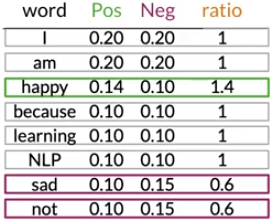 word Pos Neg ratio
I 0.20 0.20 1
am 0.20 0.20 1
happy 0.14 0.10 1.4
because 0.10 0.10 1
learning 0.10 0.10 1
NLP 0.10 0.10 1
sad 0.10 0.15 0.6
not 0.10 0.15 0.6